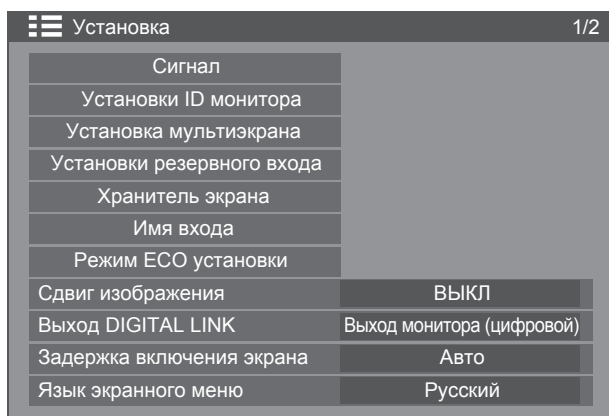 Установка 1/2
Сигнал
Установки ID монитора
Установка мультиэкрана
Установки резервного входа
Хранитель экрана
Имя входа
Режим ECO установки
Сдвиг изображения ВЫКЛ
Выход DIGITAL LINK Выход монитора (цифровой)
Задержка включения экрана Авто
Язык экранного меню Русский